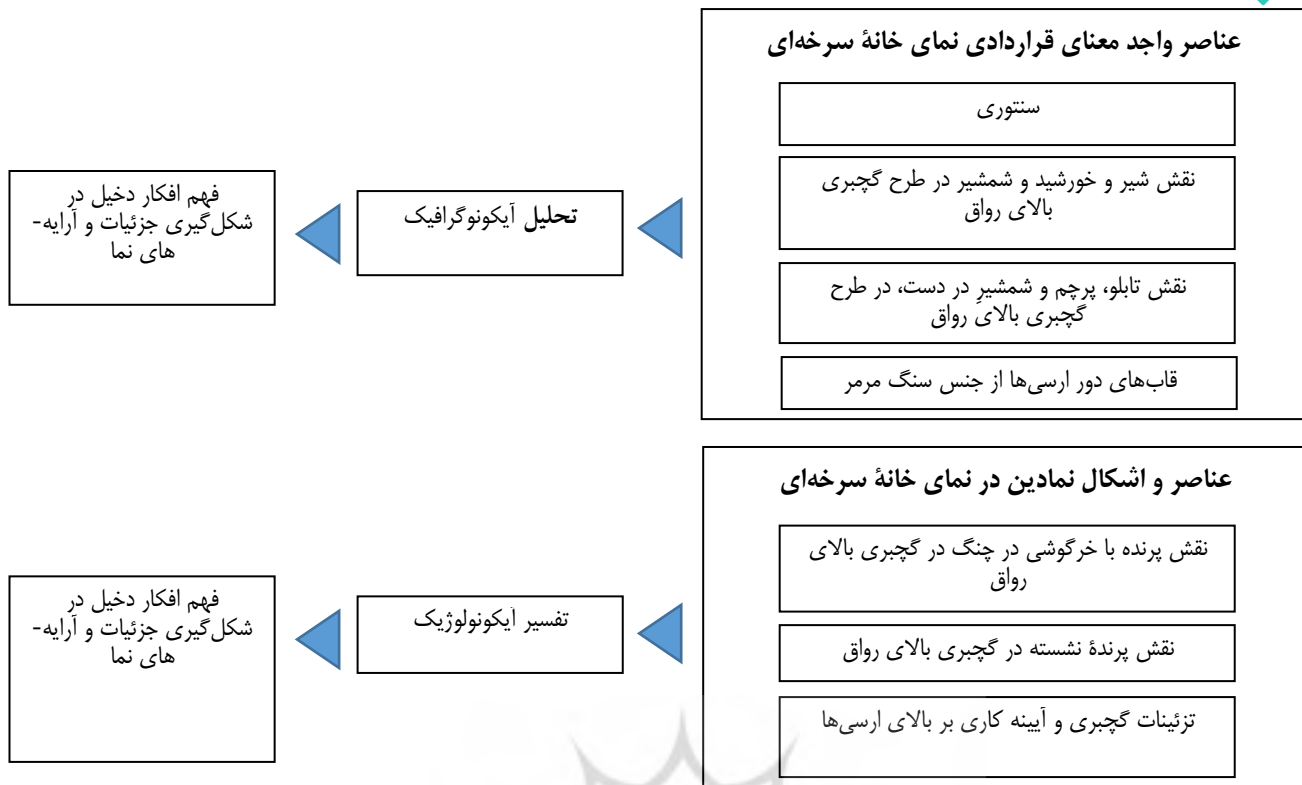 عناصر واجد معنای قراردادی نمای خانهٔ سرخه‌ای
سنتوری
نقش شیر و خورشید و شمشیر در طرح گچبری
بالای رواق
نقش تابلو، پرچم و شمشیرِ در دست، در طرح
گچبری بالای رواق
قاب‌های دور ارسی‌ها از جنس سنگ مرمر
تحلیل آیکونوگرافیک
فهم افکار دخیل در
شکل‌گیری جزئیات و آرایه-
های نما
عناصر و اشکال نمادین در نمای خانهٔ سرخه‌ای
نقش پرنده با خرگوشی در چنگ در گچبری بالای
رواق
نقش پرندهٔ نشسته در گچبری بالای رواق
تزئینات گچبری و آیینه کاری بر بالای ارسی‌ها
تفسیر آیکونولوژیک
فهم افکار دخیل در
شکل‌گیری جزئیات و آرایه-
های نما